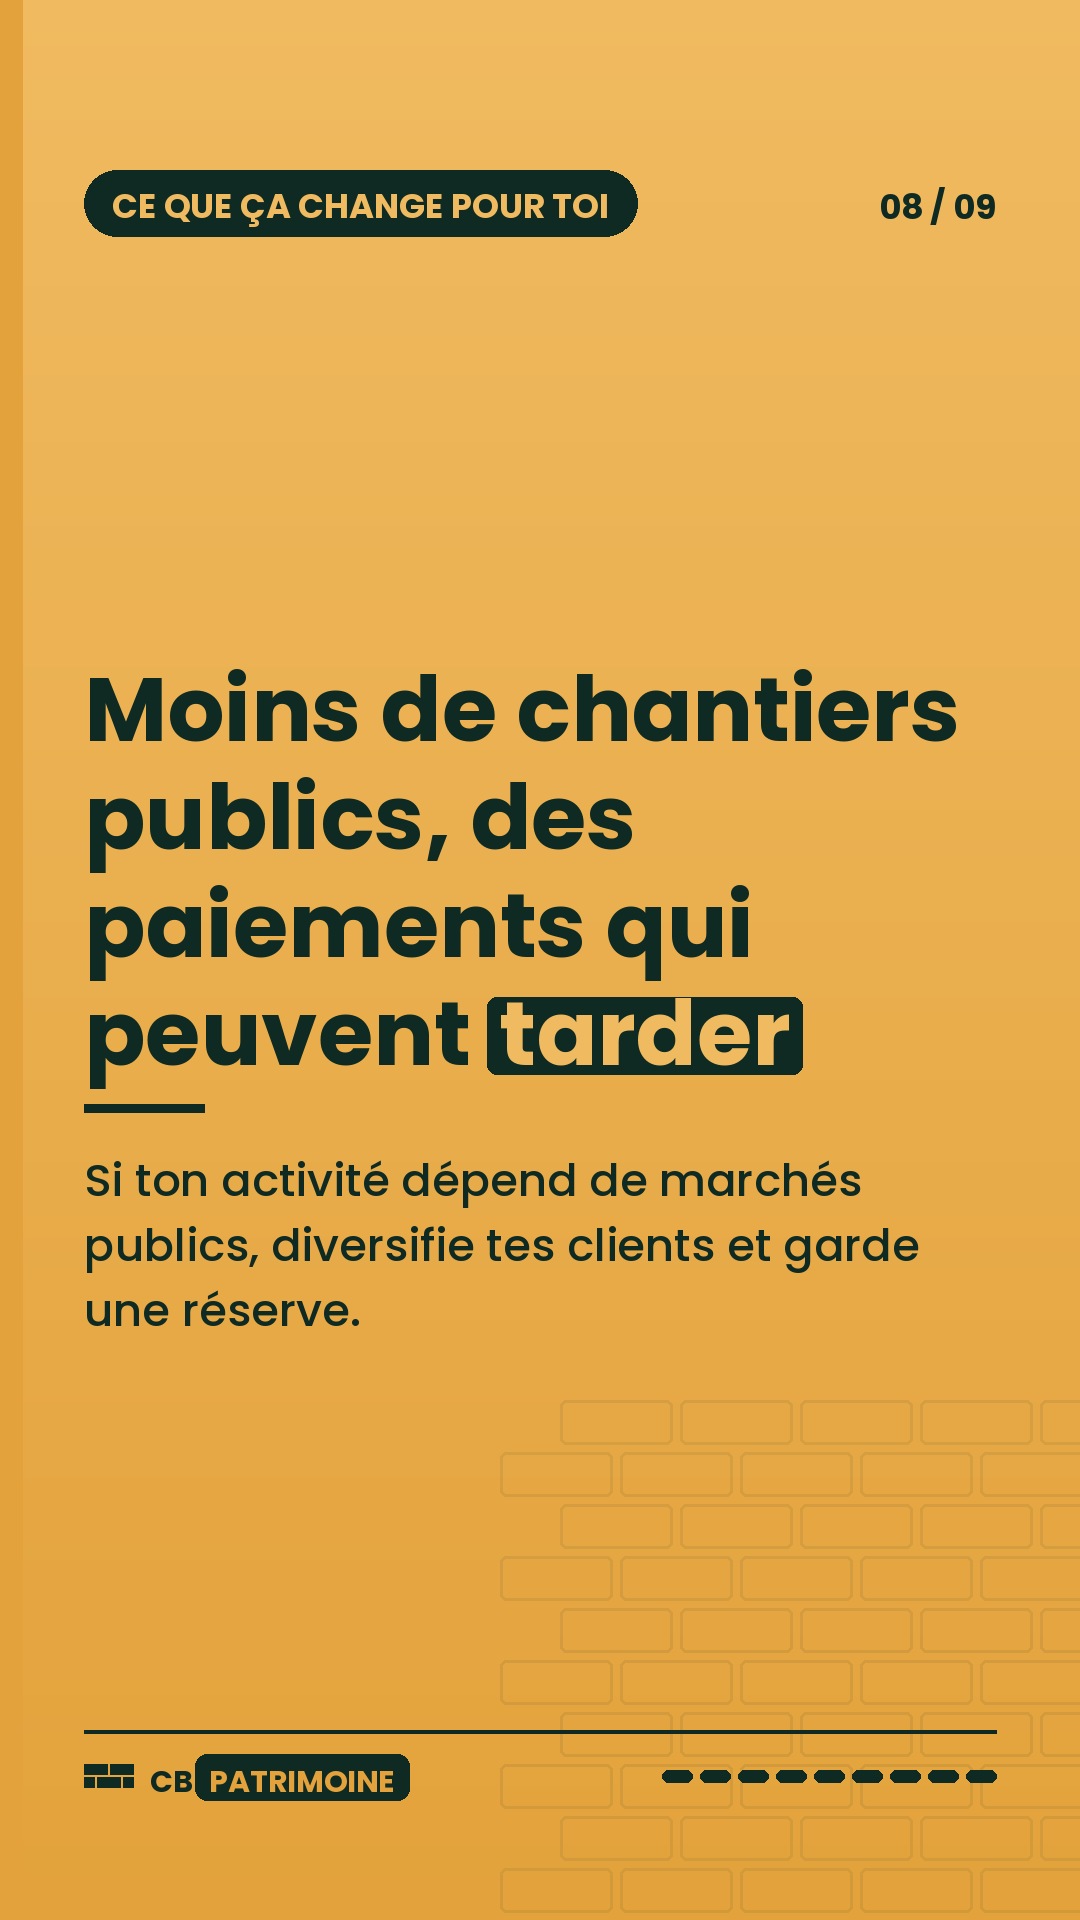 CE QUE ÇA CHANGE POUR TOI
08 / 09
Moins de chantiers
publics, des
paiements qui
peuvent tarder
Si ton activité dépend de marchés
publics, diversifie tes clients et garde
une réserve.
CB PATRIMOINE